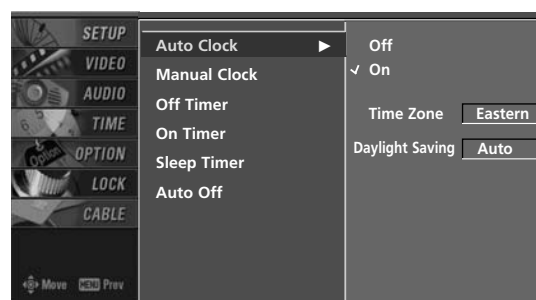 SETUP
VIDEO
AUDIO
TIME
OPTION
LOCK
CABLE
Move MENU Prev
Auto Clock
Manual Clock
Off Timer
On Timer
Sleep Timer
Auto Off
Off
On
Time Zone Eastern
Daylight Saving Auto